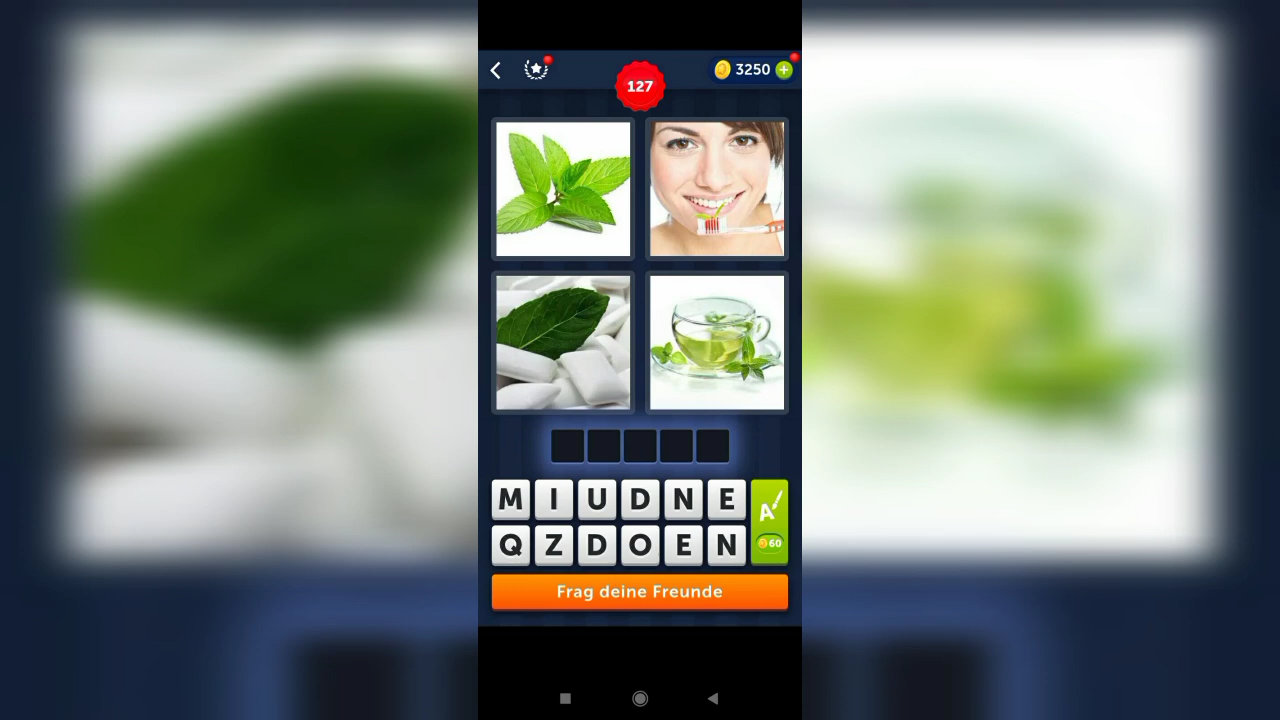 3250
127
M I U D N E
A
Q Z D O E N
60
Frag deine Freunde